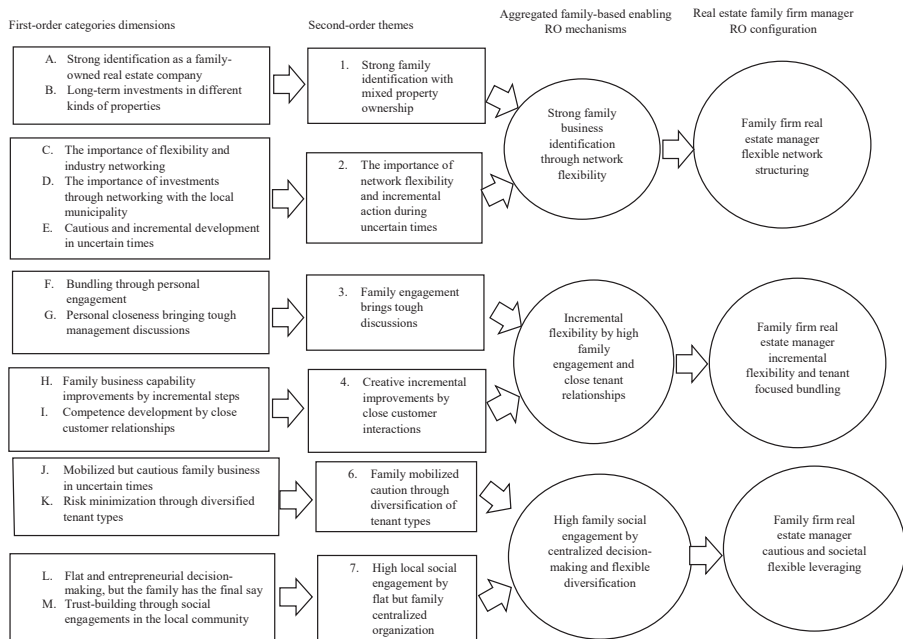 First-order categories dimensions
Second-order themes
Aggregated family-based enabling
RO mechanisms
Real estate family firm manager
RO configuration
A. Strong identification as a family-
owned real estate company
B. Long-term investments in different
kinds of properties
1. Strong family
identification with
mixed property
ownership
C. The importance of flexibility and
industry networking
D. The importance of investments
through networking with the local
municipality
E. Cautious and incremental development
in uncertain times
2. The importance of
network flexibility
and incremental
action during
uncertain times
Strong family
business
identification
through network
flexibility
Family firm real
estate manager
flexible network
structuring
F. Bundling through personal
engagement
G. Personal closeness bringing tough
management discussions
3. Family engagement
brings tough
discussions
H. Family business capability
improvements by incremental steps
I. Competence development by close
customer relationships
4. Creative incremental
improvements by
close customer
interactions
Incremental
flexibility by high
family
engagement and
close tenant
relationships
Family firm real
estate manager
incremental
flexibility and tenant
focused bundling
J. Mobilized but cautious family business
in uncertain times
K. Risk minimization through diversified
tenant types
6. Family mobilized
caution through
diversification of
tenant types
L. Flat and entrepreneurial decision-
making, but the family has the final say
M. Trust-building through social
engagements in the local community
7. High local social
engagement by
flat but family
centralized
organization
High family social
engagement by
centralized decision-
making and flexible
diversification
Family firm real
estate manager
cautious and societal
flexible leveraging